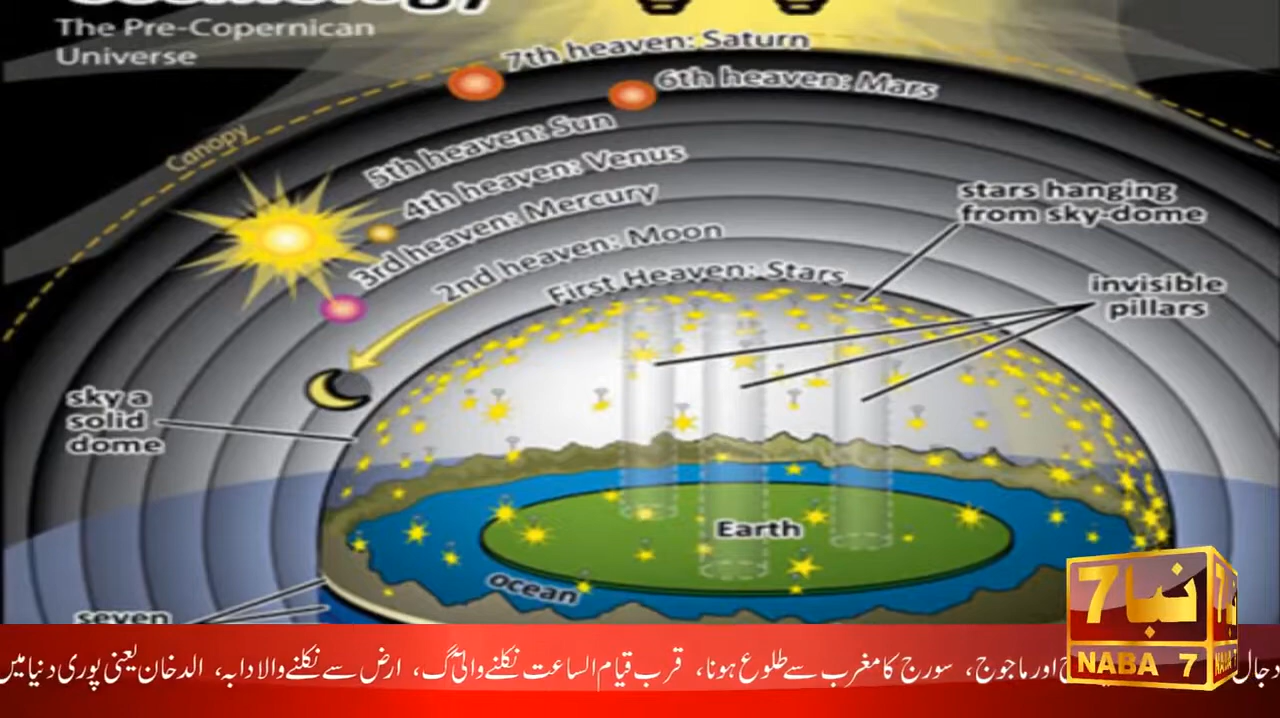 The Pre-Copernican
Universe
7th heaven: Saturn
6th heaven: Mars
Canopy
5th heaven: Sun
4th heaven: Venus
3rd heaven: Mercury
2nd heaven: Moon
First Heaven: Stars
stars hanging
from sky-dome
invisible
pillars
sky a
solid
dome
Earth
ocean
seven
نبا 7
NABA 7
دجال
اور ماجوج، سورج کا مغرب سے طلوع ہونا، قرب قیام الساعت نکلنے والی آگ، ارض سے نکلنے والا دابہ، الدخان یعنی پوری دنیا میں